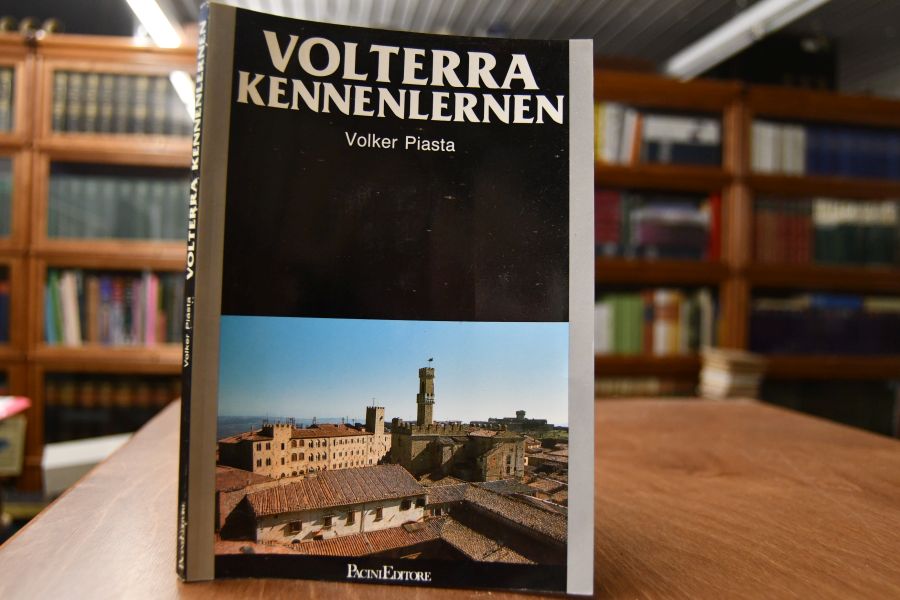 VOLTERRA
KENNENLERNEN
Volker Piasta
PACINI EDITORE
Volker Piasta VOLTERRA KENNENLERNEN